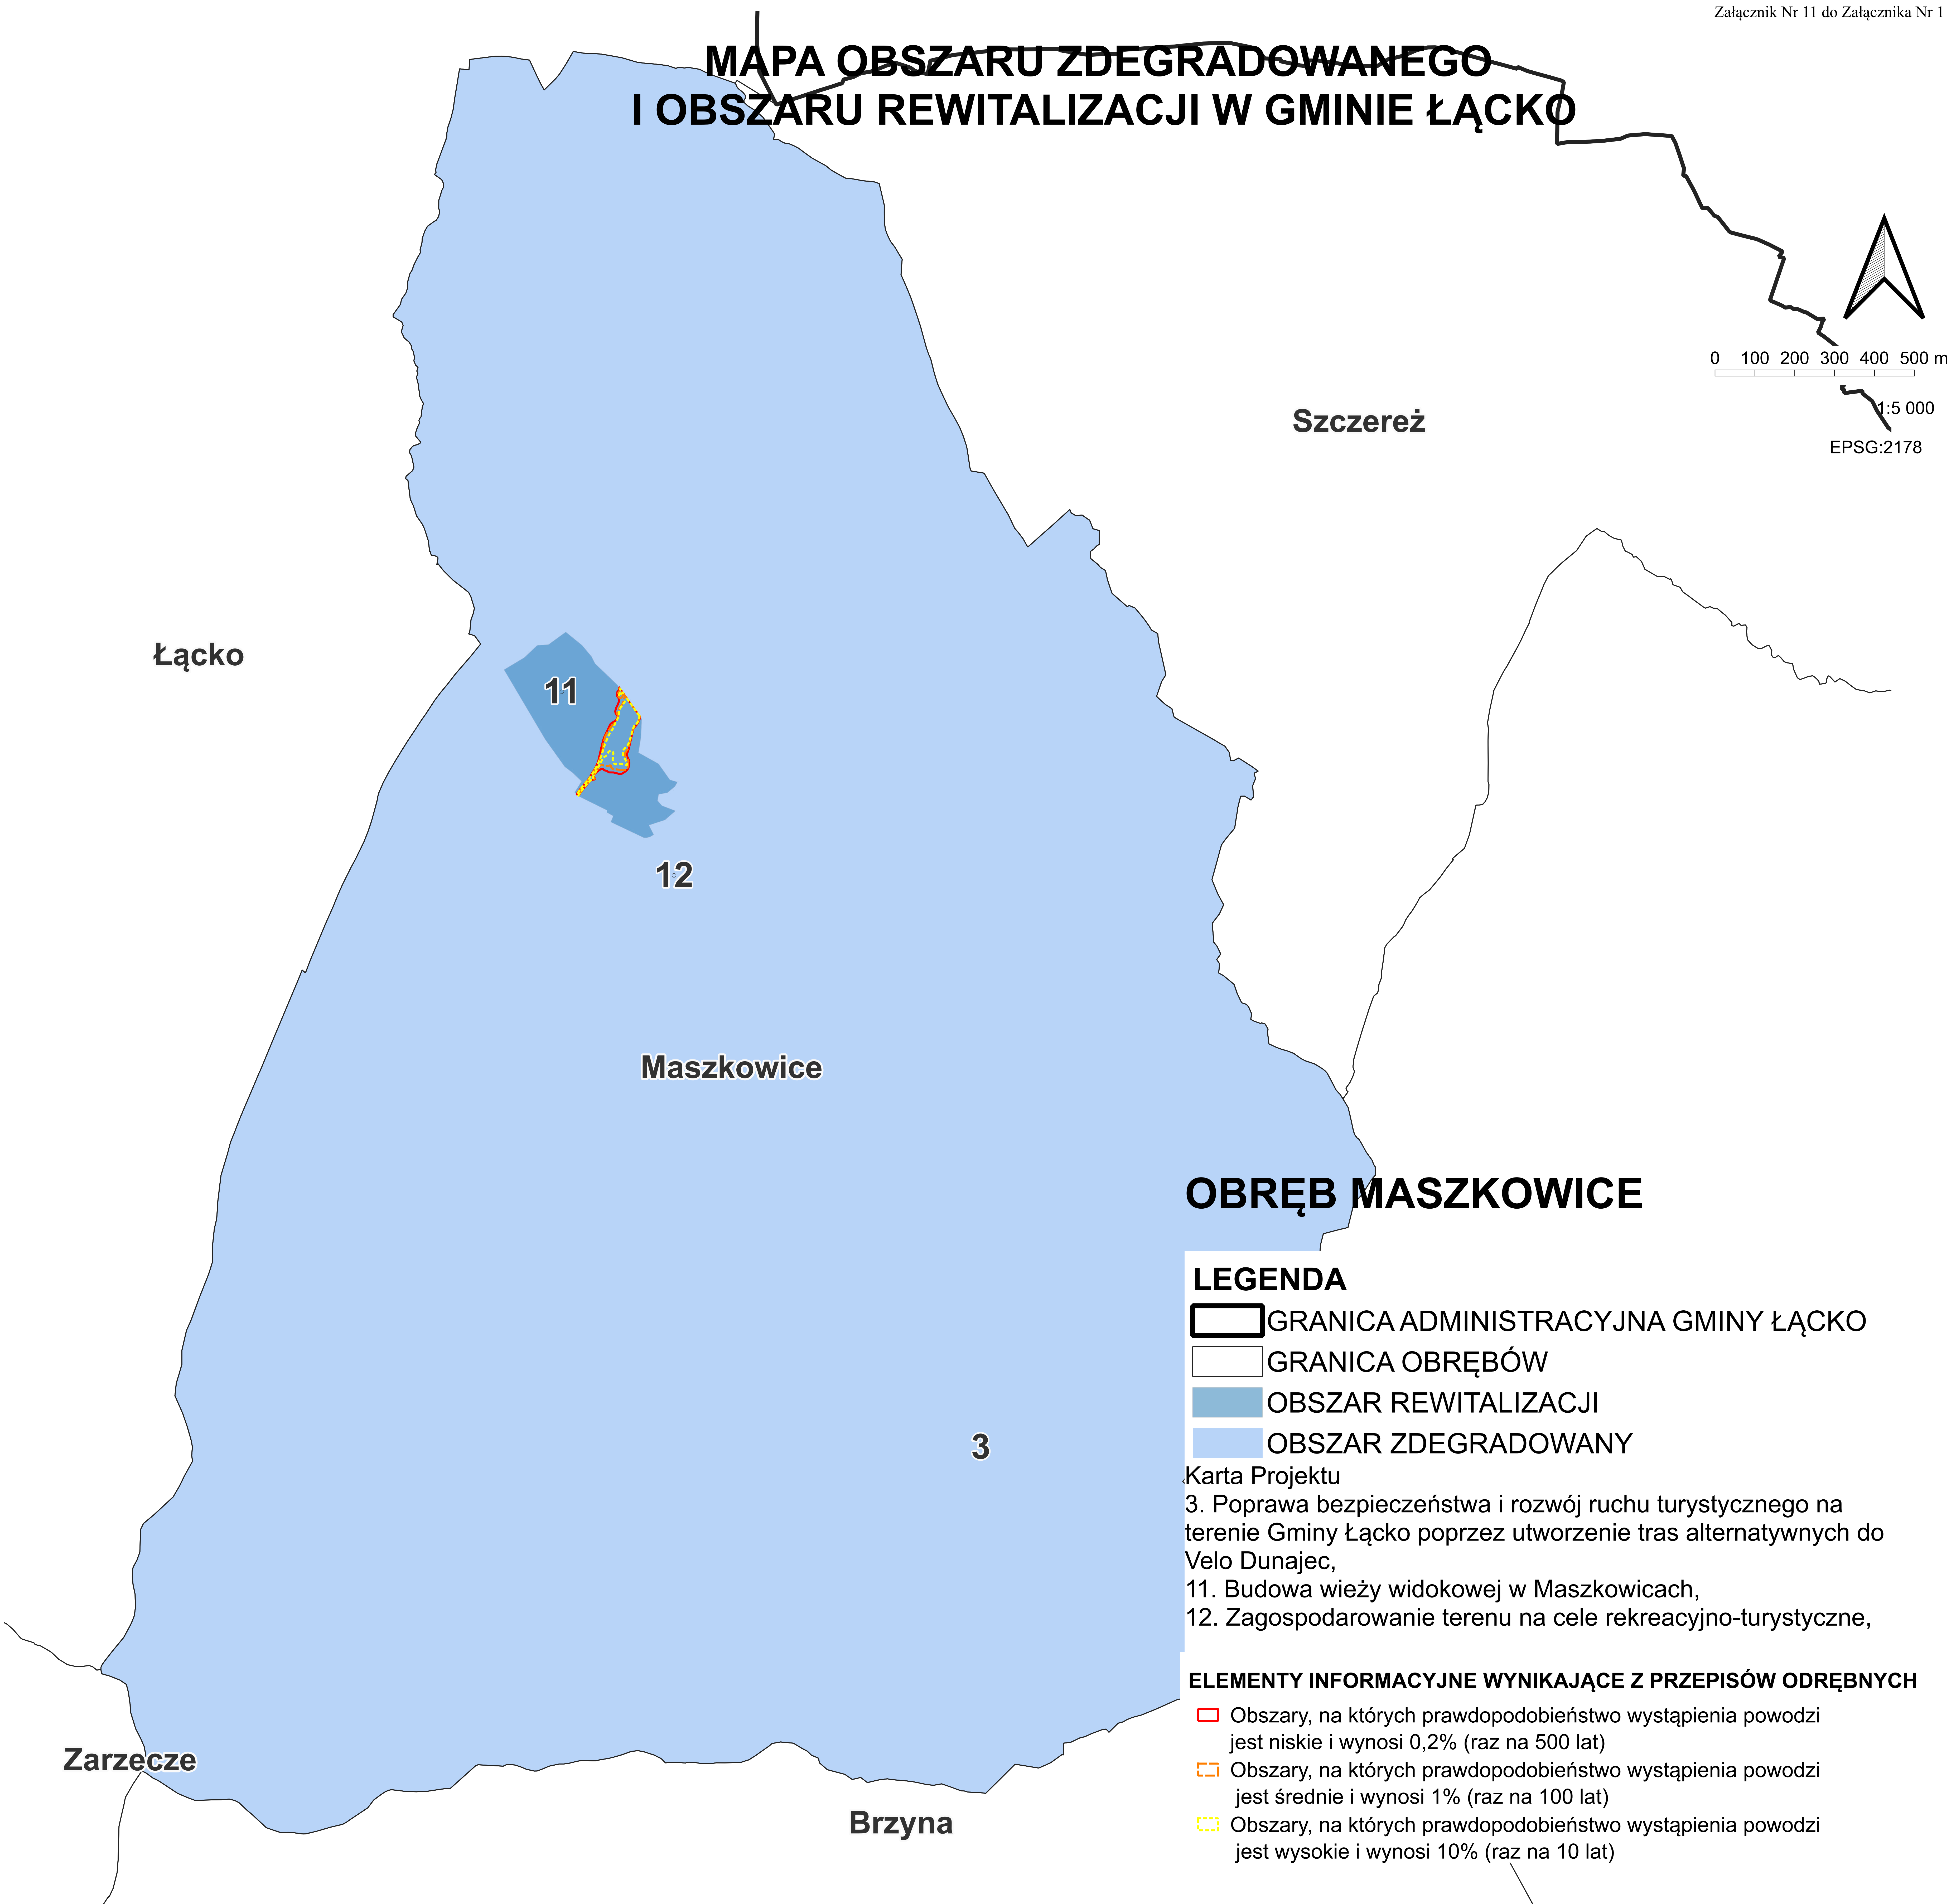 Załącznik Nr 11 do Załącznika Nr 1
MAPA OBSZARU ZDEGRADOWANEGO
I OBSZARU REWITALIZACJI W GMINIE ŁĄCKO
0 100 200 300 400 500 m
1:5 000
EPSG:2178
Szczereż
Łącko
11
12
Maszkowice
3
Zarzecze
Brzyna
OBRĘB MASZKOWICE
LEGENDA
GRANICA ADMINISTRACYJNA GMINY ŁĄCKO
GRANICA OBRĘBÓW
OBSZAR REWITALIZACJI
OBSZAR ZDEGRADOWANY
Karta Projektu
3. Poprawa bezpieczeństwa i rozwój ruchu turystycznego na
terenie Gminy Łącko poprzez utworzenie tras alternatywnych do
Velo Dunajec,
11. Budowa wieży widokowej w Maszkowicach,
12. Zagospodarowanie terenu na cele rekreacyjno-turystyczne,
ELEMENTY INFORMACYJNE WYNIKAJĄCE Z PRZEPISÓW ODRĘBNYCH
Obszary, na których prawdopodobieństwo wystąpienia powodzi
jest niskie i wynosi 0,2% (raz na 500 lat)
Obszary, na których prawdopodobieństwo wystąpienia powodzi
jest średnie i wynosi 1% (raz na 100 lat)
Obszary, na których prawdopodobieństwo wystąpienia powodzi
jest wysokie i wynosi 10% (raz na 10 lat)